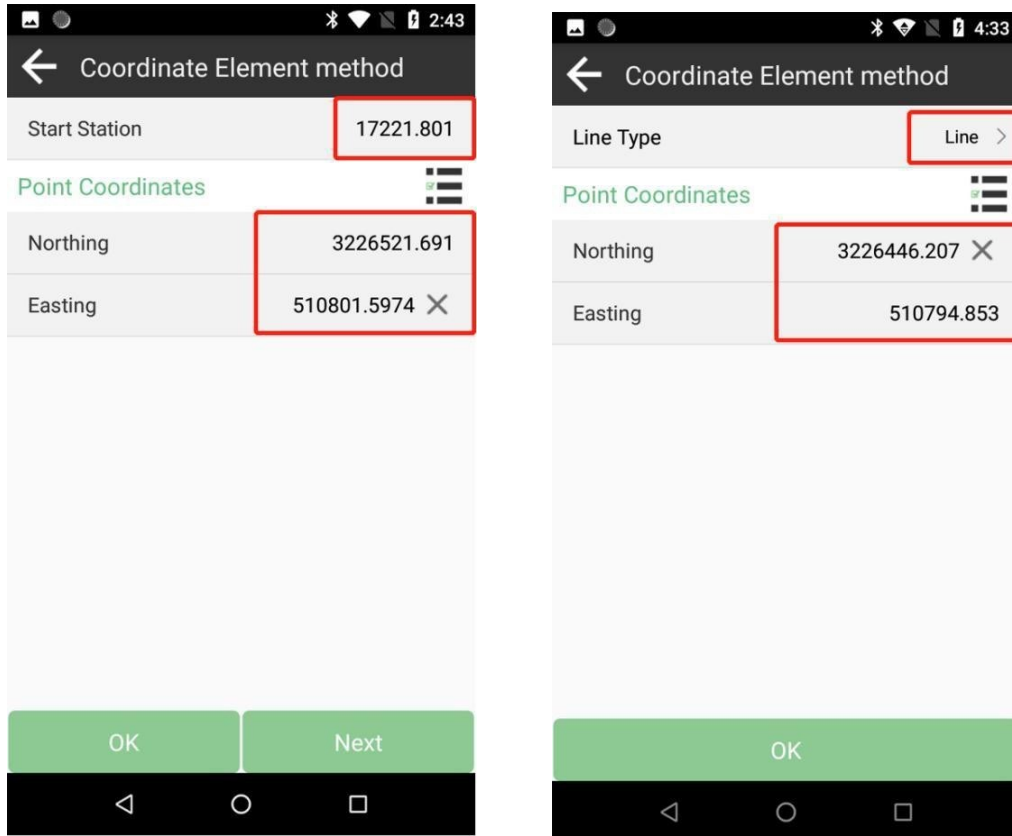 2:43
Coordinate Element method
Start Station 17221.801
Point Coordinates
Northing 3226521.691
Easting 510801.5974
OK Next
4:33
Coordinate Element method
Line Type Line
Point Coordinates
Northing 3226446.207
Easting 510794.853
OK